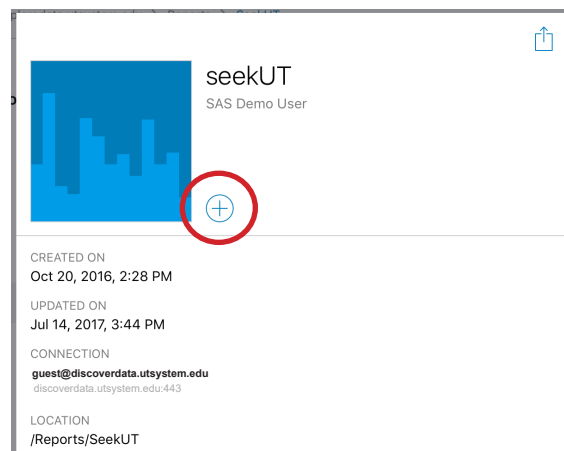 seekUT
SAS Demo User
CREATED ON
Oct 20, 2016, 2:28 PM
UPDATED ON
Jul 14, 2017, 3:44 PM
CONNECTION
guest@discoverdata.utsystem.edu
discoverdata.utsystem.edu:443
LOCATION
/Reports/SeekUT